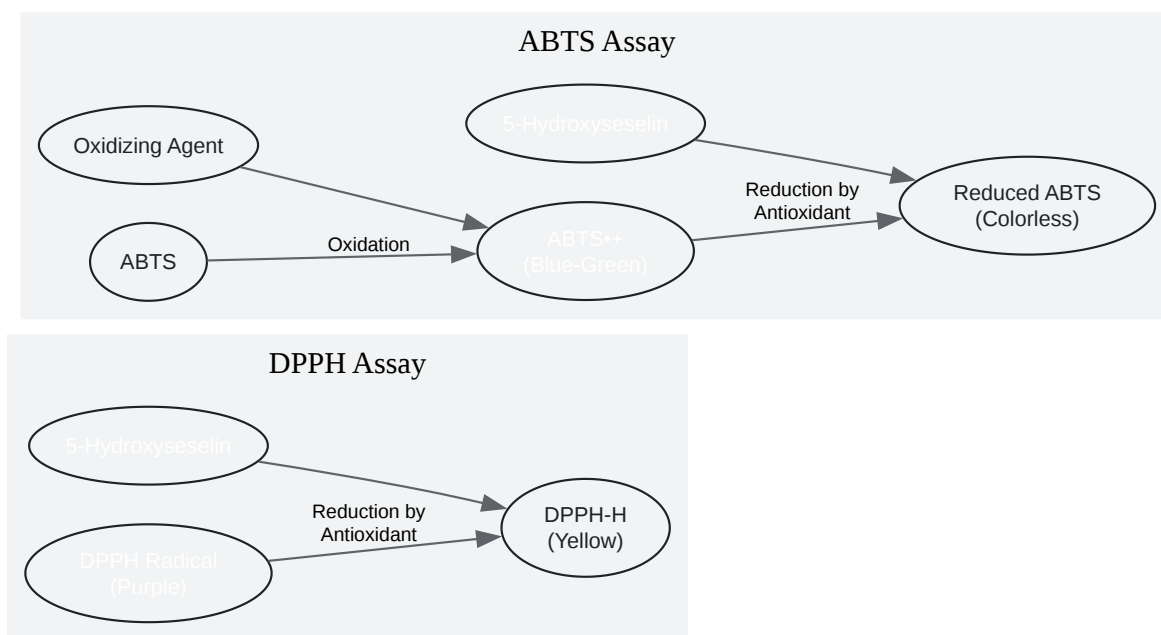 ABTS Assay
Oxidizing Agent
ABTS
Oxidation
5-Hydroxyseselin
ABTS•+
(Blue-Green)
Reduction by
Antioxidant
Reduced ABTS
(Colorless)
DPPH Assay
5-Hydroxyseselin
DPPH Radical
(Purple)
Reduction by
Antioxidant
DPPH-H
(Yellow)